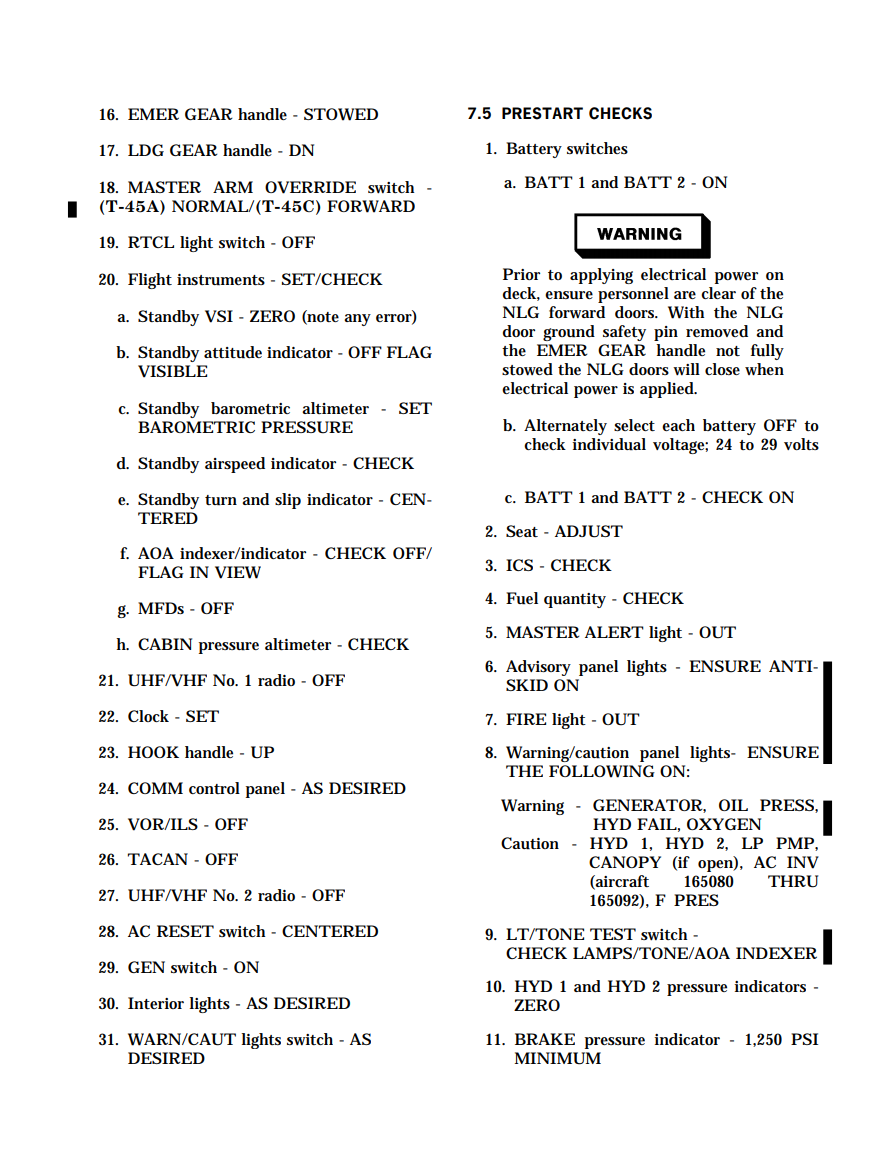 16. EMER GEAR handle - STOWED
17. LDG GEAR handle - DN
18. MASTER ARM OVERRIDE switch -
(T-45A) NORMAL/(T-45C) FORWARD
19. RTCL light switch - OFF
20. Flight instruments - SET/CHECK
a. Standby VSI - ZERO (note any error)
b. Standby attitude indicator - OFF FLAG
VISIBLE
c. Standby barometric altimeter - SET
BAROMETRIC PRESSURE
d. Standby airspeed indicator - CHECK
e. Standby turn and slip indicator - CEN-
TERED
f. AOA indexer/indicator - CHECK OFF/
FLAG IN VIEW
g. MFDs - OFF
h. CABIN pressure altimeter - CHECK
21. UHF/VHF No. 1 radio - OFF
22. Clock - SET
23. HOOK handle - UP
24. COMM control panel - AS DESIRED
25. VOR/ILS - OFF
26. TACAN - OFF
27. UHF/VHF No. 2 radio - OFF
28. AC RESET switch - CENTERED
29. GEN switch - ON
30. Interior lights - AS DESIRED
31. WARN/CAUT lights switch - AS
DESIRED
7.5 PRESTART CHECKS
1. Battery switches
a. BATT 1 and BATT 2 - ON
WARNING
Prior to applying electrical power on
deck, ensure personnel are clear of the
NLG forward doors. With the NLG
door ground safety pin removed and
the EMER GEAR handle not fully
stowed the NLG doors will close when
electrical power is applied.
b. Alternately select each battery OFF to
check individual voltage; 24 to 29 volts
c. BATT 1 and BATT 2 - CHECK ON
2. Seat - ADJUST
3. ICS - CHECK
4. Fuel quantity - CHECK
5. MASTER ALERT light - OUT
6. Advisory panel lights - ENSURE ANTI-
SKID ON
7. FIRE light - OUT
8. Warning/caution panel lights- ENSURE
THE FOLLOWING ON:
Warning - GENERATOR, OIL PRESS,
HYD FAIL, OXYGEN
Caution - HYD 1, HYD 2, LP PMP,
CANOPY (if open), AC INV
(aircraft 165080 THRU
165092), F PRES
9. LT/TONE TEST switch -
CHECK LAMPS/TONE/AOA INDEXER
10. HYD 1 and HYD 2 pressure indicators -
ZERO
11. BRAKE pressure indicator - 1,250 PSI
MINIMUM